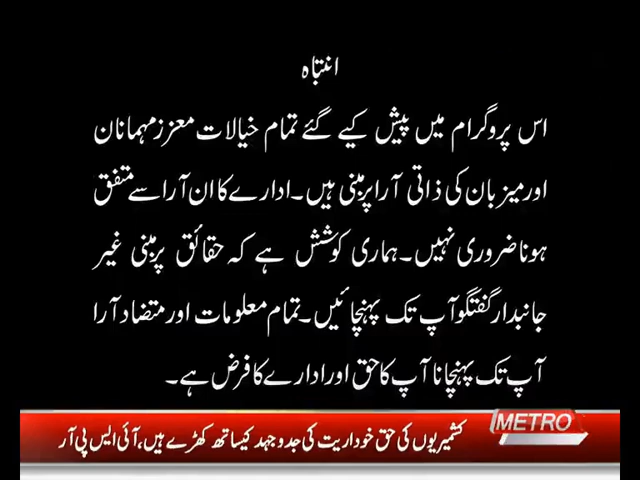 انتباہ
اس پروگرام میں پیش کیے گئے تمام خیالات معزز مہمانان
اور میزبان کی ذاتی آرا پر مبنی ہیں۔ ادارے کا ان آرا سے متفق
ہونا ضروری نہیں۔ ہماری کوشش ہے کہ حقائق پر مبنی غیر
جانبدار گفتگو آپ تک پہنچائیں۔ تمام معلومات اور متضاد آرا
آپ تک پہنچانا آپ کا حق اور ادارے کا فرض ہے۔
METRO
کشمیریوں کی حق خوداریت کی جدوجہد کیساتھ کھڑے ہیں، آئی ایس پی آر